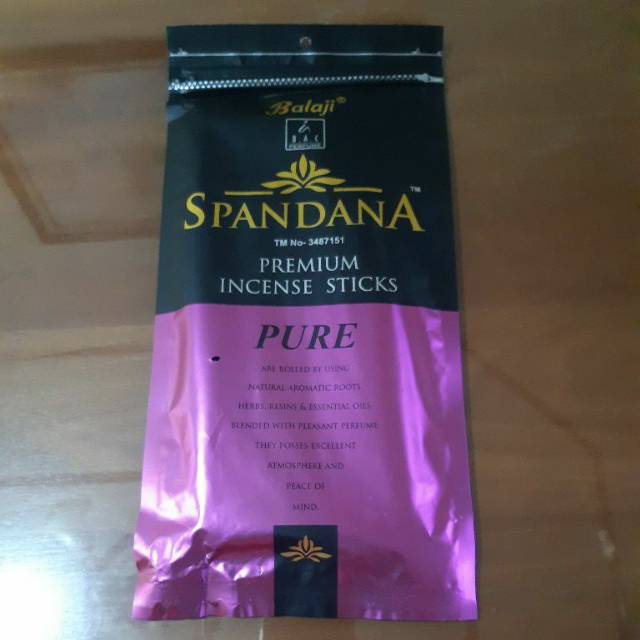 Balaji®
BAC
PERFUME
SPANDANA™
TM No- 3487151
PREMIUM
INCENSE STICKS
PURE
ARE ROLLED BY USING
NATURAL AROMATIC ROOTS
HERBS, RESINS & ESSENTIAL OILS
BLENDED WITH PLEASANT PERFUME
THEY POSSES EXCELLENT
ATMOSPHERE AND
PEACE OF
MIND.